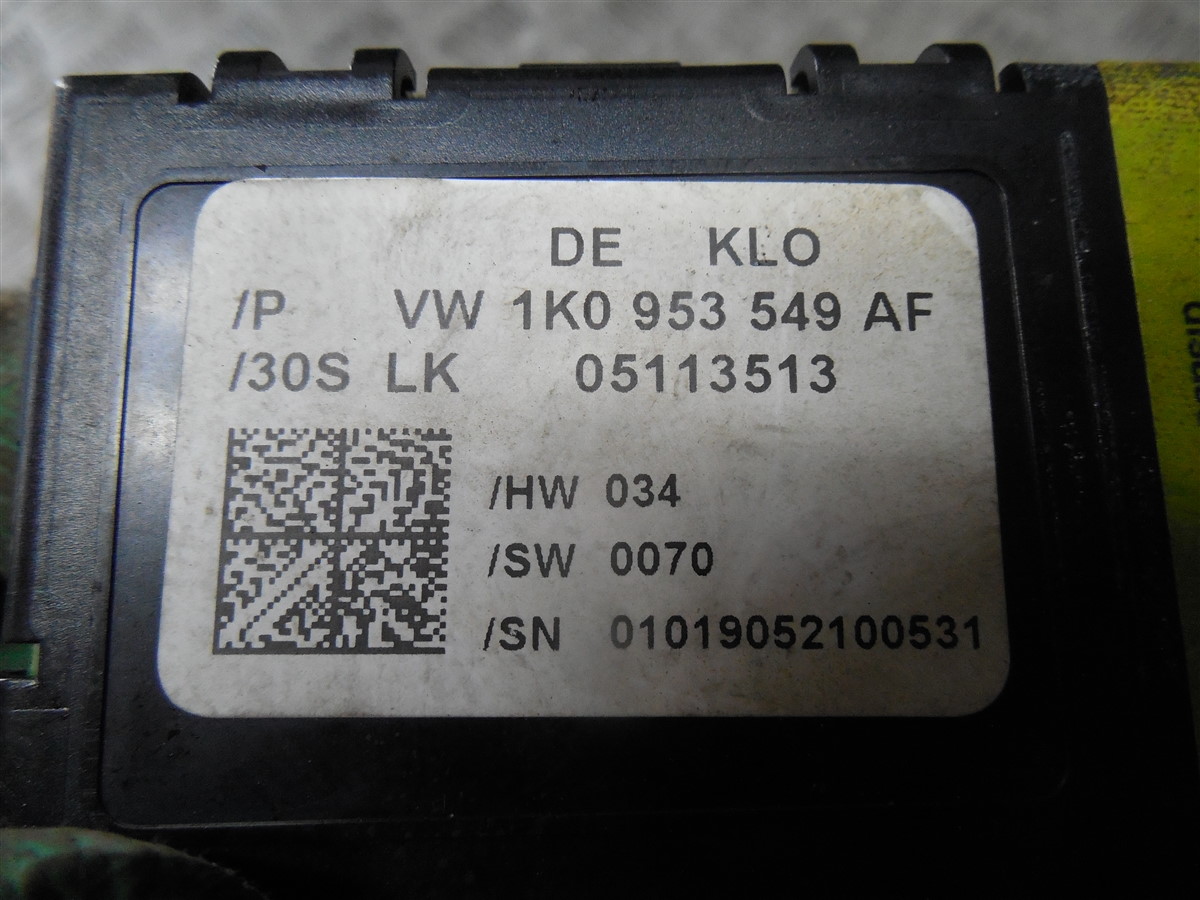 DE KLO
/P VW 1K0 953 549 AF
/30S LK 05113513
/HW 034
/SW 0070
/SN 01019052100531